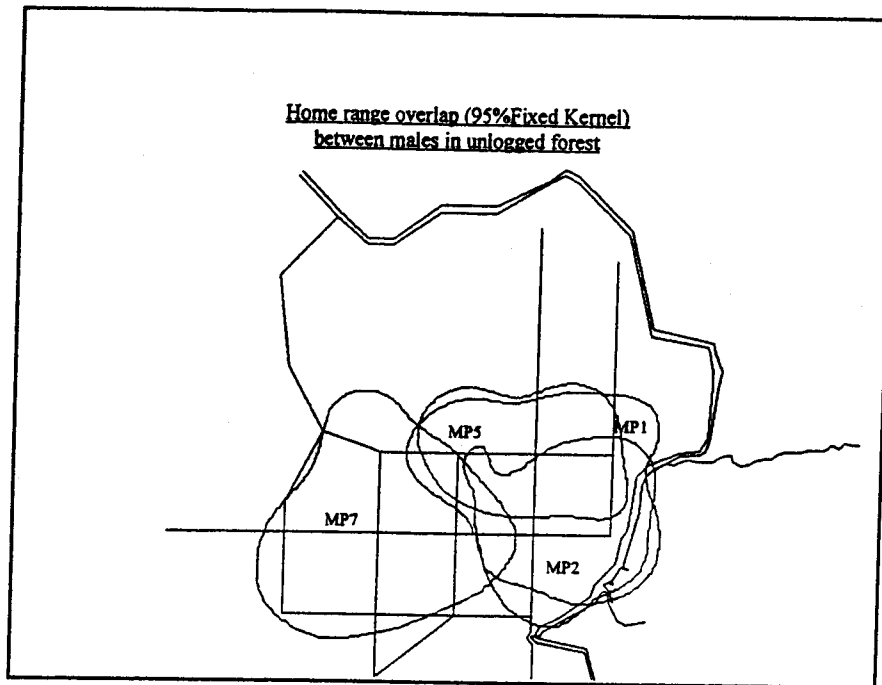 Home range overlap (95%Fixed Kernel)
between males in unlogged forest
MP5
MP1
MP7
MP2